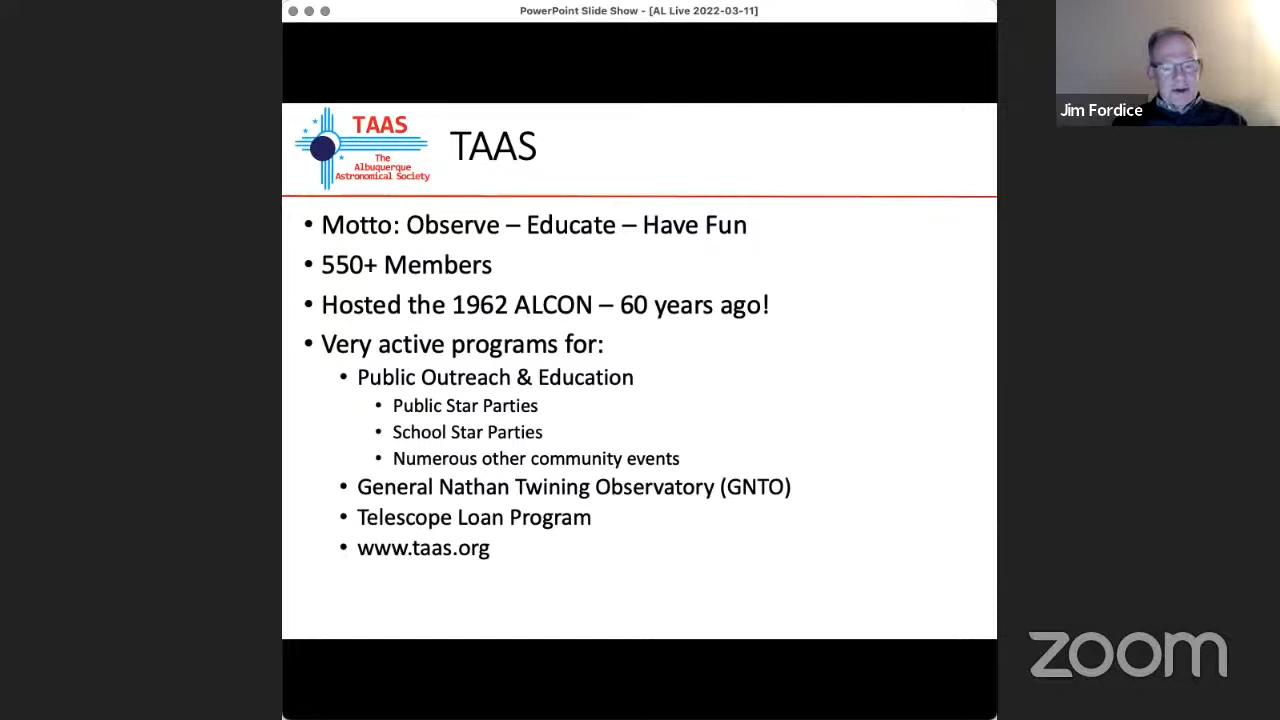 PowerPoint Slide Show - [AL Live 2022-03-11]
Jim Fordice
TAAS
The
Albuquerque
Astronomical Society
TAAS
• Motto: Observe – Educate – Have Fun
• 550+ Members
• Hosted the 1962 ALCON – 60 years ago!
• Very active programs for:
• Public Outreach & Education
• Public Star Parties
• School Star Parties
• Numerous other community events
• General Nathan Twining Observatory (GNTO)
• Telescope Loan Program
• www.taas.org
zoom